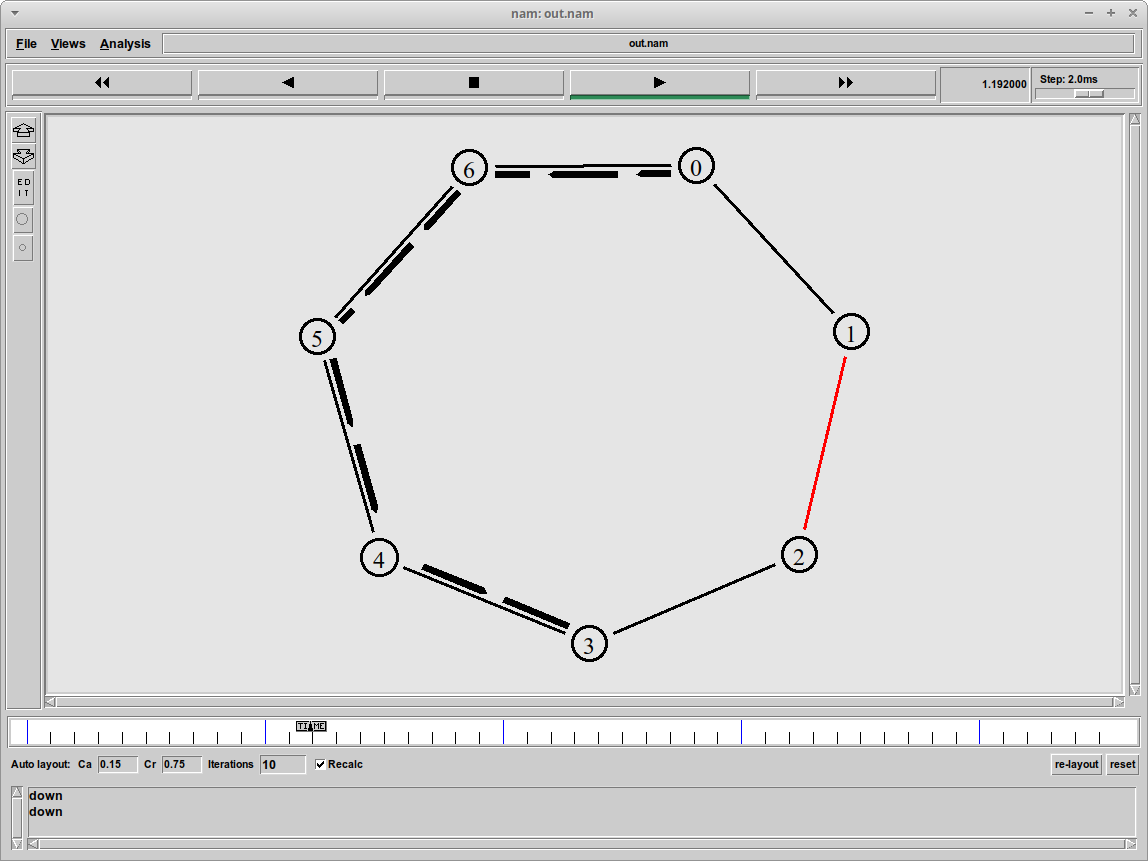 nam: out.nam
File Views Analysis out.nam
1.192000 Step: 2.0ms
ED
IT
6 0
5 1
4 2
3
TIME
Auto layout: Ca 0.15 Cr 0.75 Iterations 10 Recalc re-layout reset
down
down